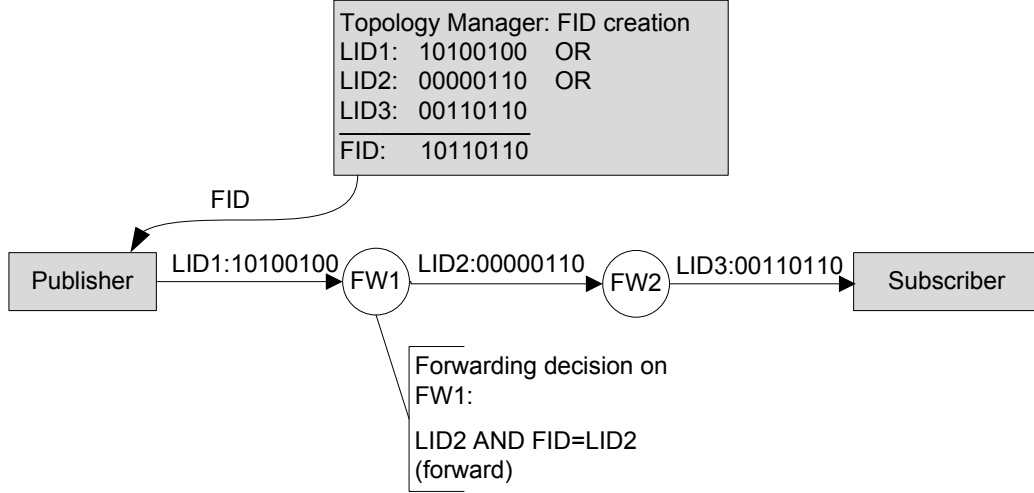 Topology Manager: FID creation
LID1: 10100100 OR
LID2: 00000110 OR
LID3: 00110110
FID: 10110110
FID
Publisher
LID1:10100100
FW1
LID2:00000110
FW2
LID3:00110110
Subscriber
Forwarding decision on
FW1:
LID2 AND FID=LID2
(forward)